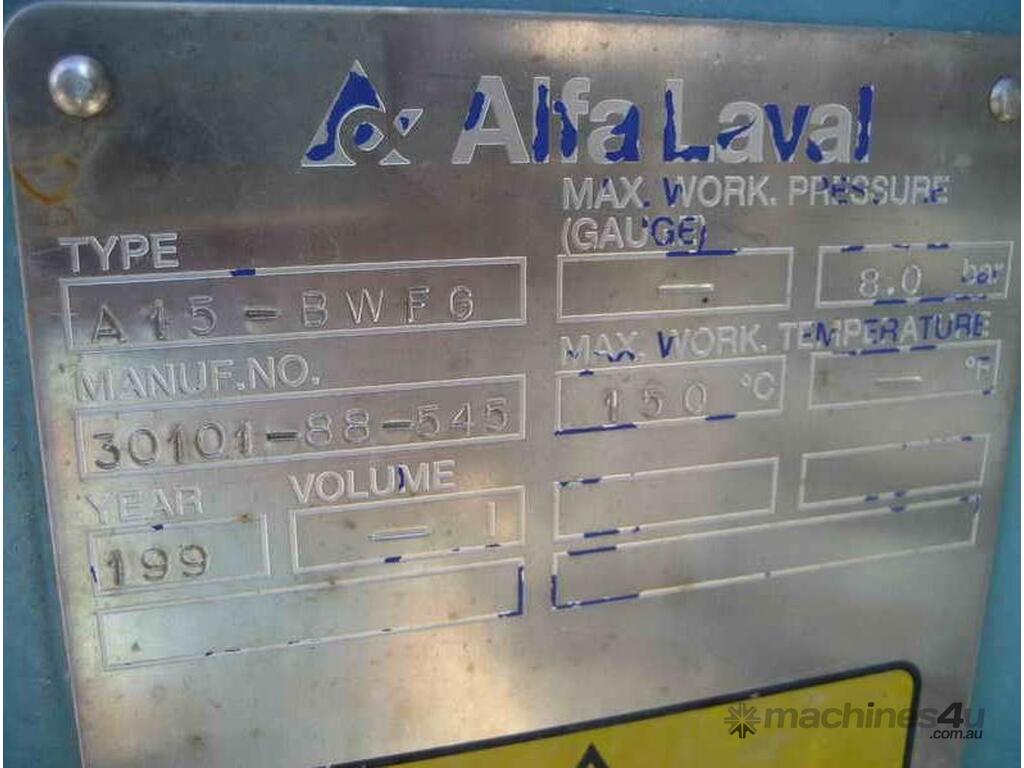 Alfa Laval
MAX. WORK. PRESSURE
(GAUGE)
TYPE
— 8.0 bar
A15-BWFG
MAX. WORK. TEMPERATURE
MANUF.NO.
150 °C — °F
30101-88-545
YEAR VOLUME
199 — l
machines4u
.com.au